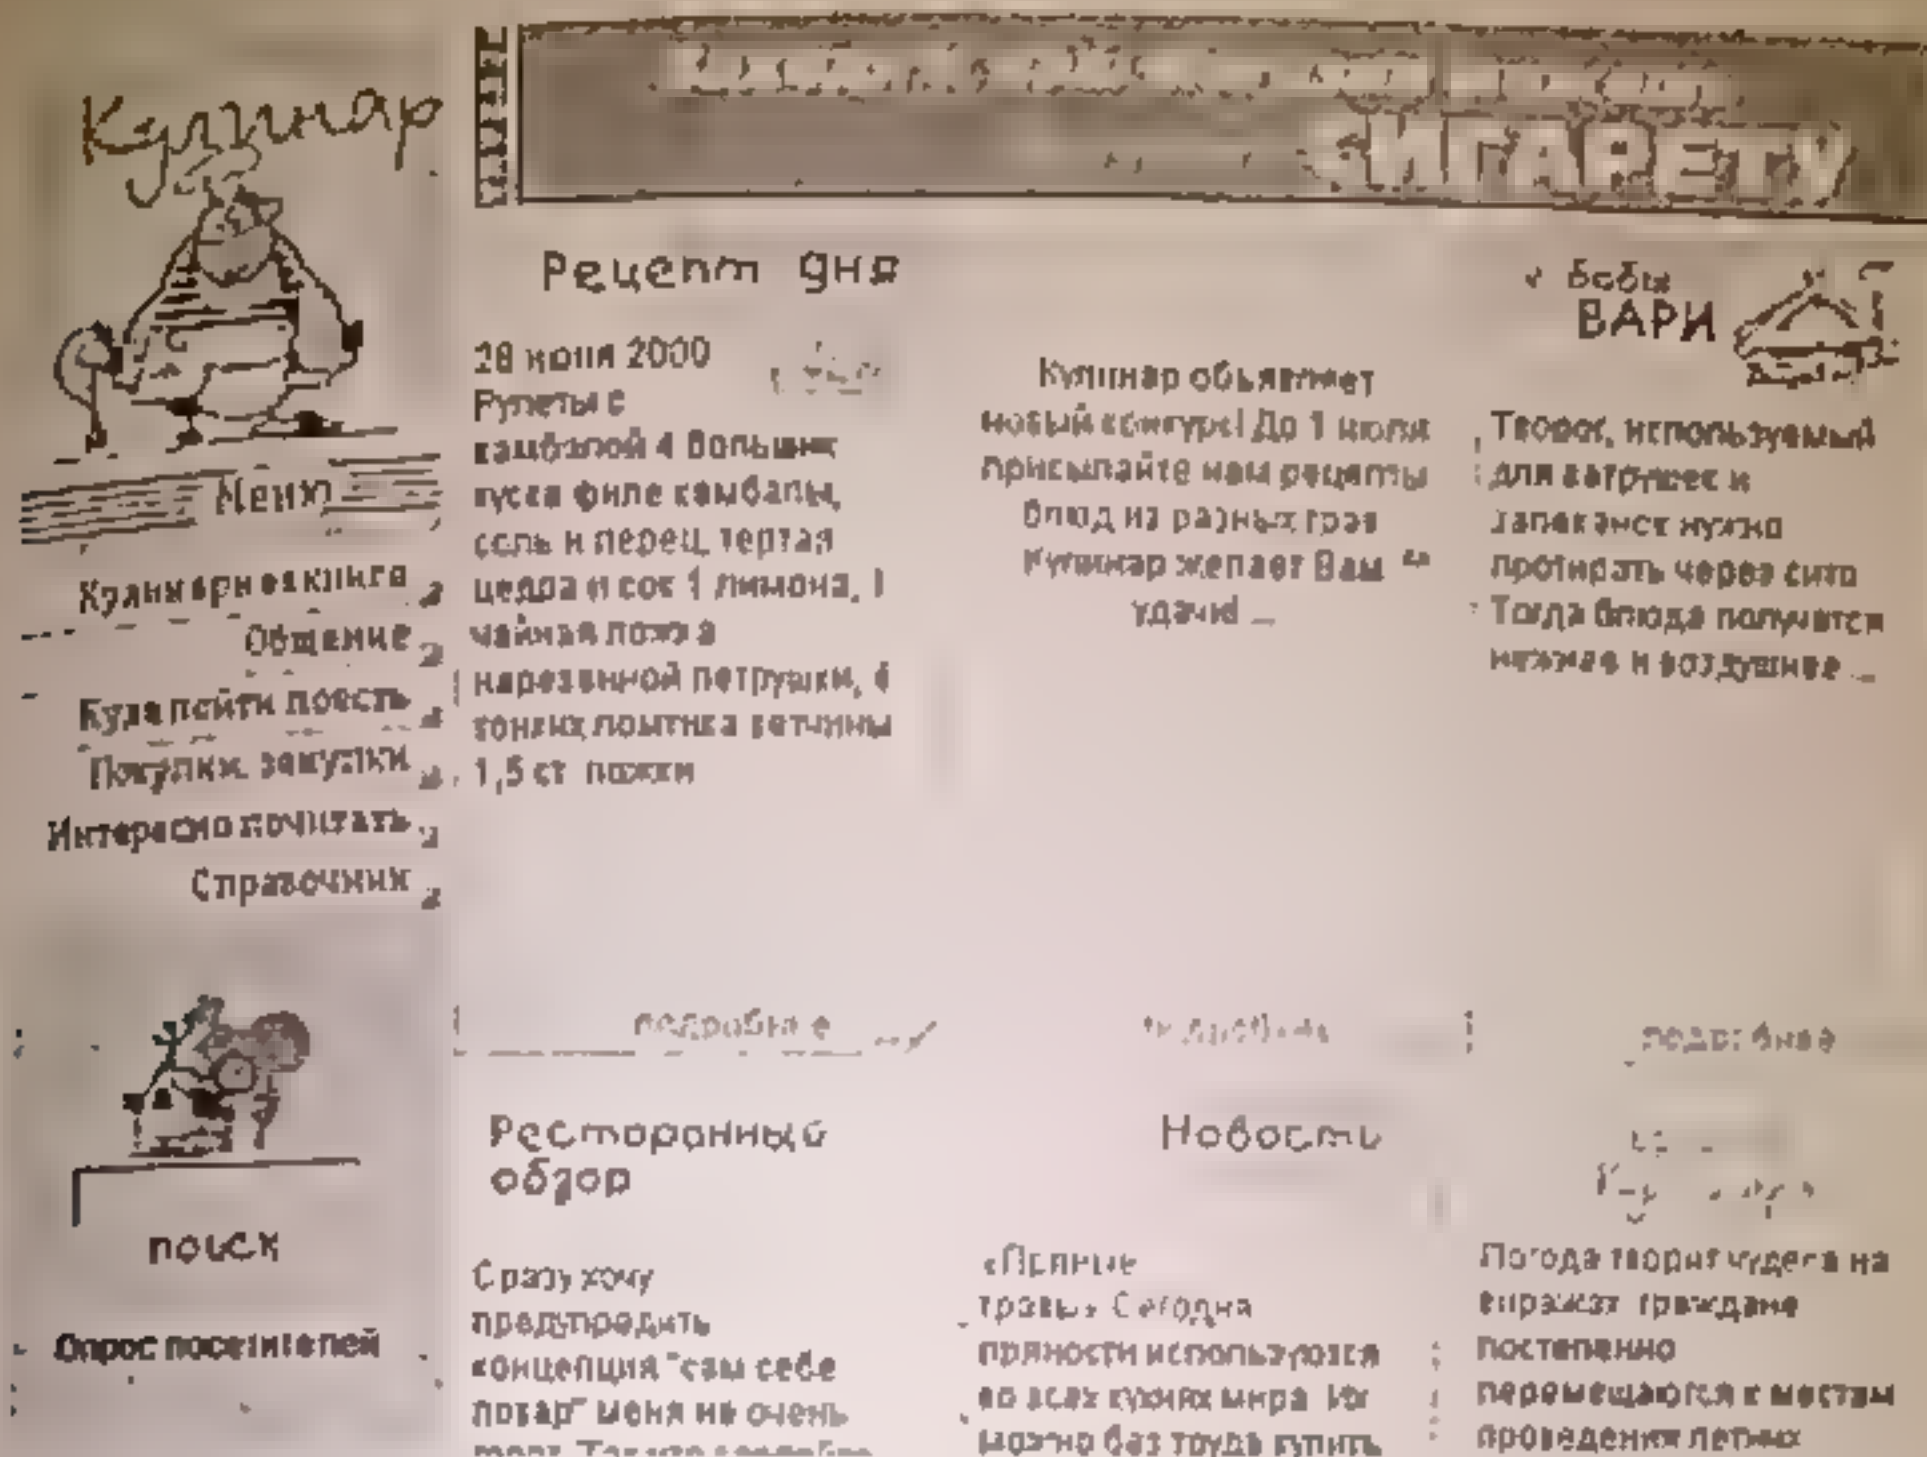 Кулинар
СИГАРЕТУ
Меню
Кулинарная книга
Общение
Куда пойти поесть
Покупки, закупки
Интересно почитать
Справочник
поиск
Опрос посетителей
Рецепт дня
28 июня 2000
Рулеты с
камбалой 4 больших
куска филе камбалы,
соль и перец, тертая
цедра и сок 1 лимона, 1
чайная ложка
нарезанной петрушки,
тонких ломтика ветчины
1,5 ст ложки
подробнее
Кулинар объявляет
новый конкурс! До 1 июля
присылайте нам рецепты
блюд из разных трав
Кулинар желает Вам
удачи! ...
подробнее
ВАРИ
Творог, используемый
для ватрушек и
запеканок нужно
протирать через сито
Тогда блюда получатся
нежнее и воздушнее ...
подробнее
Ресторанный
обзор
Сразу хочу
предупредить
концепция "сам себе
повар" меня не очень
Новости
«Пряные
травы» Сегодня
пряности используются
во всех кухнях мира Их
можно без труда купить
Погода творит чудеса на
виражах граждане
постепенно
перемещаются к местам
проведения летних